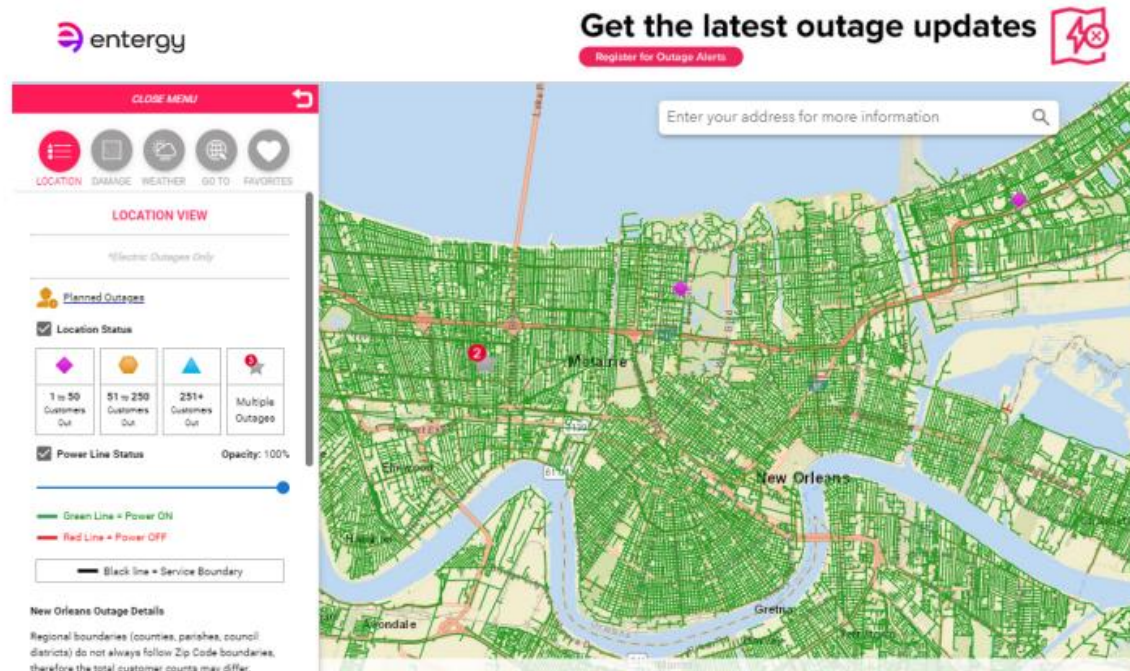 entergy
Get the latest outage updates
Register for Outage Alerts
CLOSE MENU
LOCATION
DAMAGE
WEATHER
GO TO
FAVORITES
LOCATION VIEW
*Electric Outages Only
Planned Outages
Location Status
1 to 50
Customers
Out
51 to 250
Customers
Out
251+
Customers
Out
3
Multiple
Outages
Power Line Status
Opacity: 100%
Green Line = Power ON
Red Line = Power OFF
Black line = Service Boundary
New Orleans Outage Details
Regional boundaries (counties, parishes, council
districts) do not always follow Zip Code boundaries,
therefore the total customer counts may differ
Enter your address for more information
2
Metairie
Elmwood
New Orleans
Gretna
Avondale